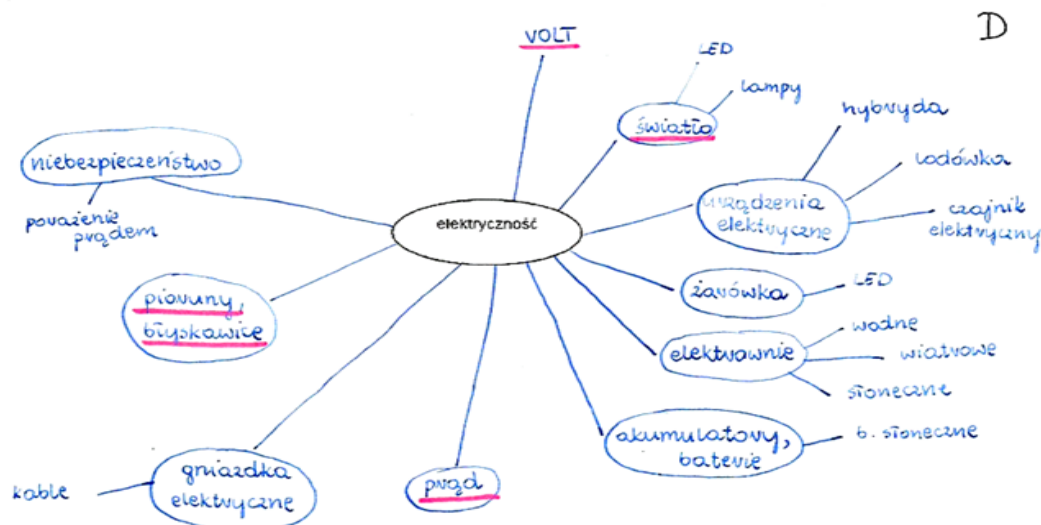 D
VOLT
LED
lampy
światło
hybryda
niebezpieczeństwo
porażenie
prądem
lodówka
urządzenia
elektryczne
czajnik
elektryczny
elektryczność
żarówka
LED
pioruny,
błyskawice
elektrownie
wodne
wiatrowe
słoneczne
akumulatory,
baterie
b. słoneczne
gniazdka
elektryczne
kable
prąd